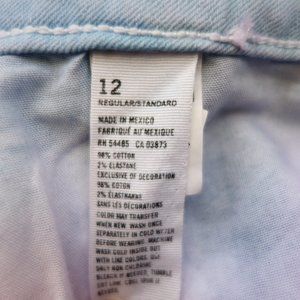 12
REGULAR/STANDARD
MADE IN MEXICO
FABRIQUÉ AU MEXIQUE
RN 54485 CA 03873
98% COTTON
2% ELASTANE
EXCLUSIVE OF DECORATION
98% COTON
2% ÉLASTHANNE
SANS LES DÉCORATIONS
COLOR MAY TRANSFER
WHEN NEW. WASH ONCE
SEPARATELY IN COLD WATER
BEFORE WEARING. MACHINE
WASH COLD INSIDE OUT
WITH LIKE COLORS. USE
ONLY NON CHLORINE
BLEACH IF NEEDED. TUMBLE